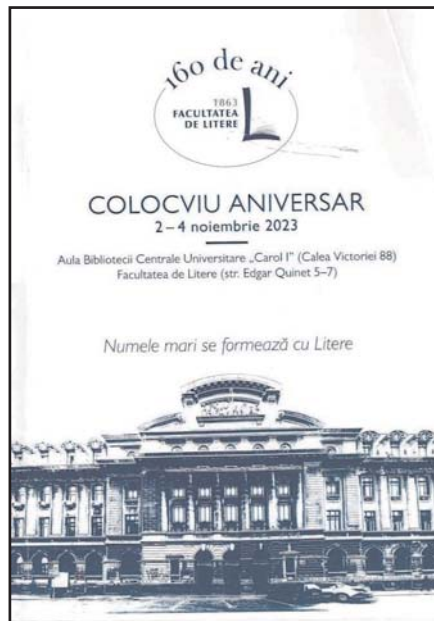 160 de ani
1863
FACULTATEA
DE LITERE
COLOCVIU ANIVERSAR
2–4 noiembrie 2023
Aula Bibliotecii Centrale Universitare „Carol I” (Calea Victoriei 88)
Facultatea de Litere (str. Edgar Quinet 5–7)
Numele mari se formează cu Litere